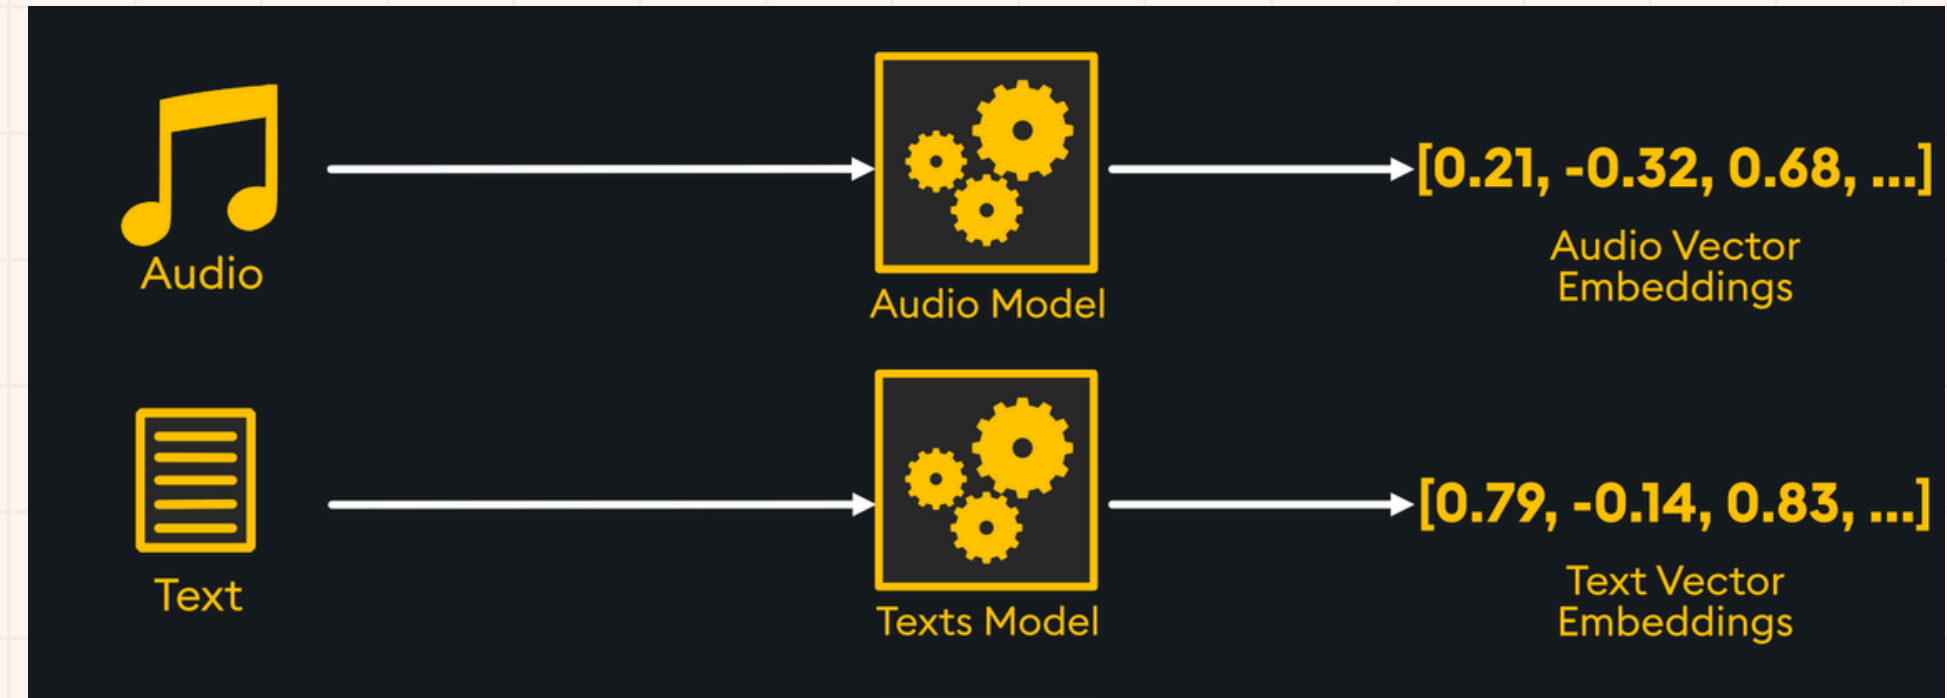 [0.21, -0.32, 0.68, ...]
Audio
Audio Model
Audio Vector
Embeddings
[0.79, -0.14, 0.83, ...]
Text
Texts Model
Text Vector
Embeddings